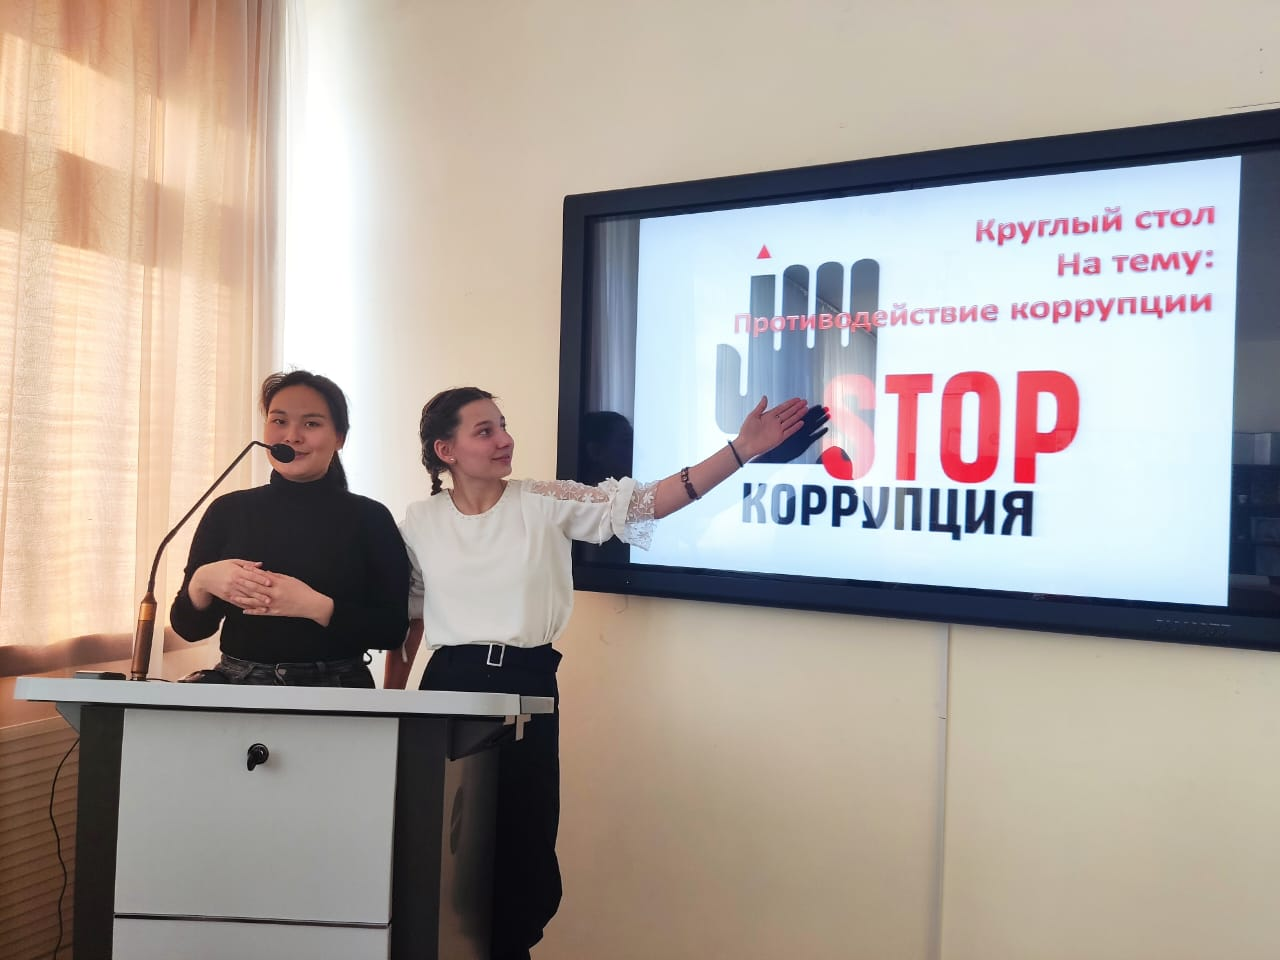 Круглый стол
На тему:
Противодействие коррупции
STOP
КОРРУПЦИЯ